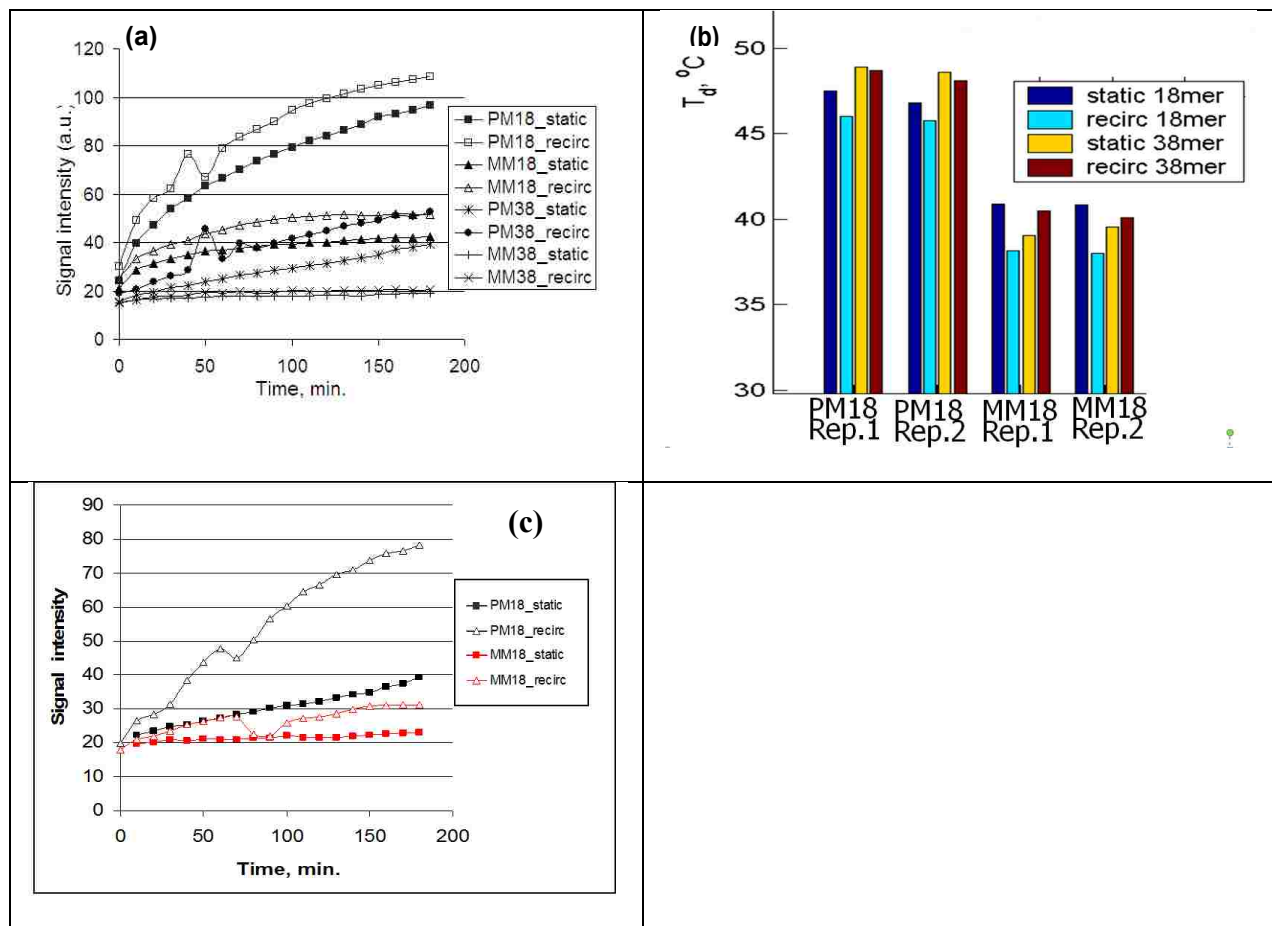 (a)
120
100
80
60
40
20
0
Signal intensity (a.u.)
0 50 100 150 200
Time, min.
PM18_static
PM18_recirc
MM18_static
MM18_recirc
PM38_static
PM38_recirc
MM38_static
MM38_recirc
(b)
50
45
40
35
30
Td, °C
static 18mer
recirc 18mer
static 38mer
recirc 38mer
PM18 PM18 MM18 MM18
Rep.1 Rep.2 Rep.1 Rep.2
(c)
90
80
70
60
50
40
30
20
10
0
Signal intensity
0 50 100 150 200
Time, min.
PM18_static
PM18_recirc
MM18_static
MM18_recirc